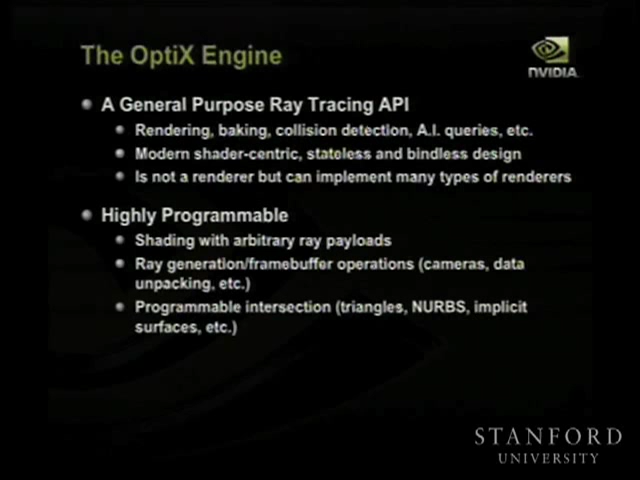 The OptiX Engine
NVIDIA
A General Purpose Ray Tracing API
Rendering, baking, collision detection, A.I. queries, etc.
Modern shader-centric, stateless and bindless design
Is not a renderer but can implement many types of renderers
Highly Programmable
Shading with arbitrary ray payloads
Ray generation/framebuffer operations (cameras, data
unpacking, etc.)
Programmable intersection (triangles, NURBS, implicit
surfaces, etc.)
STANFORD
UNIVERSITY